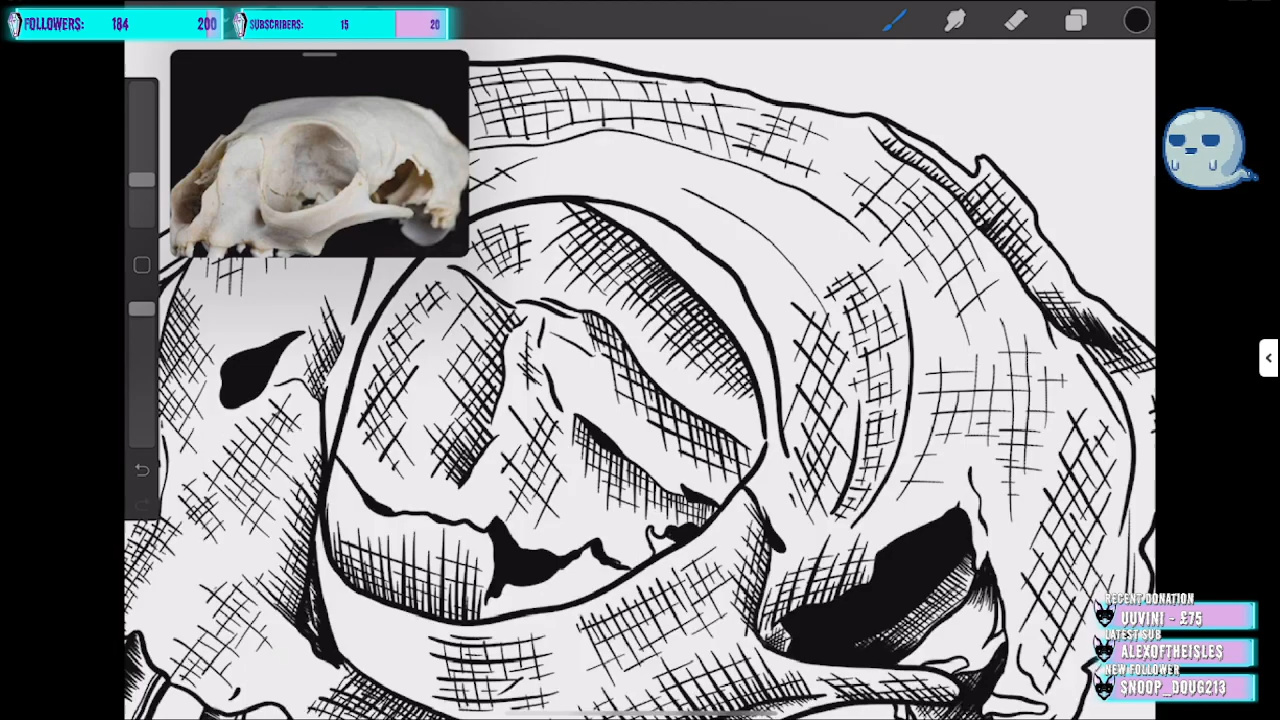 FOLLOWERS: 184 200
SUBSCRIBERS: 15 20
RECENT DONATION
UUVINI - £75
LATEST SUB
ALEXOFTHEISLES
NEW FOLLOWER
SNOOP_DOUG213